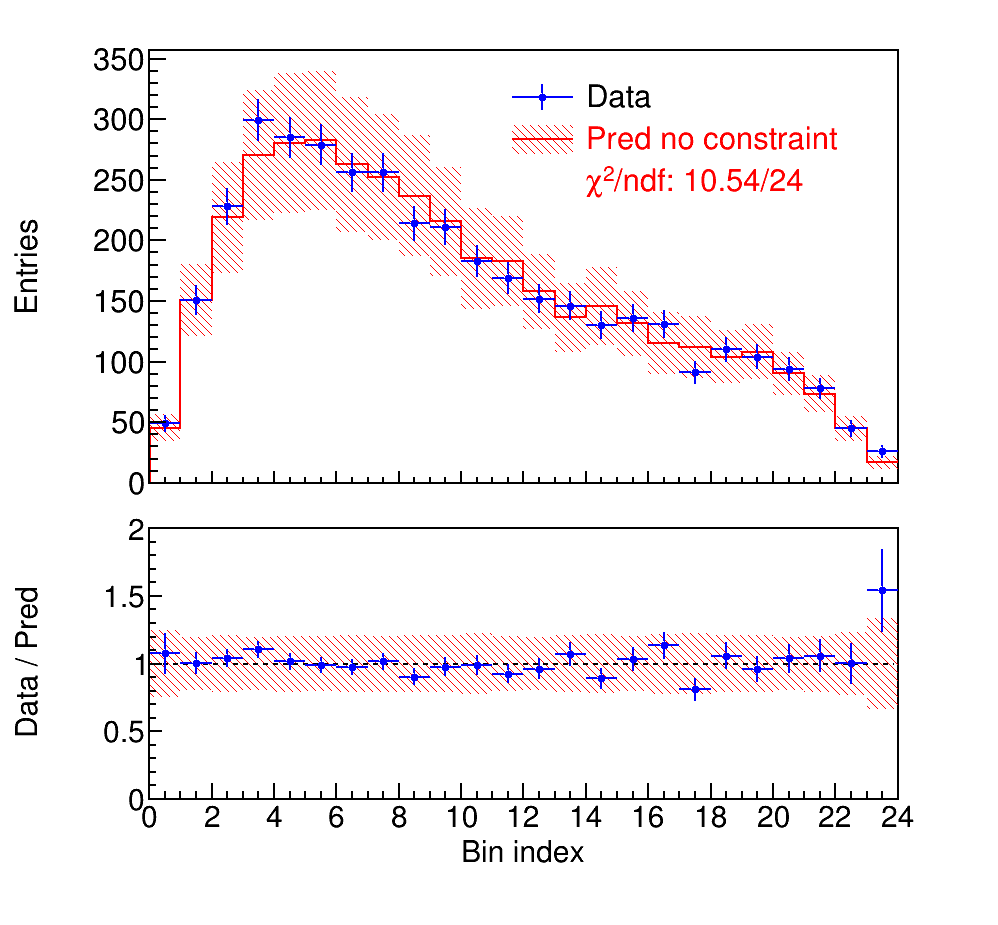 350
300
250
200
150
100
50
0
Entries
Data
Pred no constraint
χ²/ndf: 10.54/24
2
1.5
1
0.5
0
Data / Pred
0 2 4 6 8 10 12 14 16 18 20 22 24
Bin index